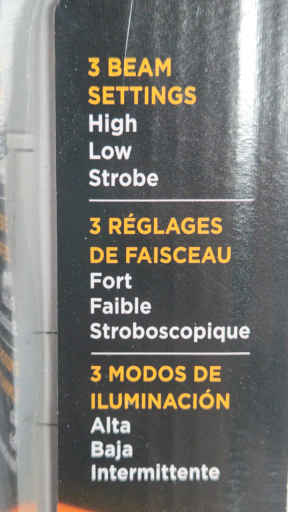 3 BEAM
SETTINGS
High
Low
Strobe
3 RÉGLAGES
DE FAISCEAU
Fort
Faible
Stroboscopique
3 MODOS DE
ILUMINACIÓN
Alta
Baja
Intermittente